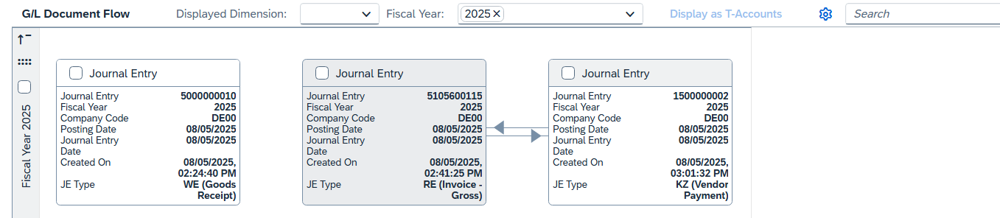 G/L Document Flow Displayed Dimension: Fiscal Year: 2025 Display as T-Accounts Search
Fiscal Year 2025
Journal Entry
Journal Entry 5000000010
Fiscal Year 2025
Company Code DE00
Posting Date 08/05/2025
Journal Entry 08/05/2025
Date
Created On 08/05/2025,
02:24:40 PM
JE Type WE (Goods
Receipt)
Journal Entry
Journal Entry 5105600115
Fiscal Year 2025
Company Code DE00
Posting Date 08/05/2025
Journal Entry 08/05/2025
Date
Created On 08/05/2025,
02:41:25 PM
JE Type RE (Invoice -
Gross)
Journal Entry
Journal Entry 1500000002
Fiscal Year 2025
Company Code DE00
Posting Date 08/05/2025
Journal Entry 08/05/2025
Date
Created On 08/05/2025,
03:01:32 PM
JE Type KZ (Vendor
Payment)